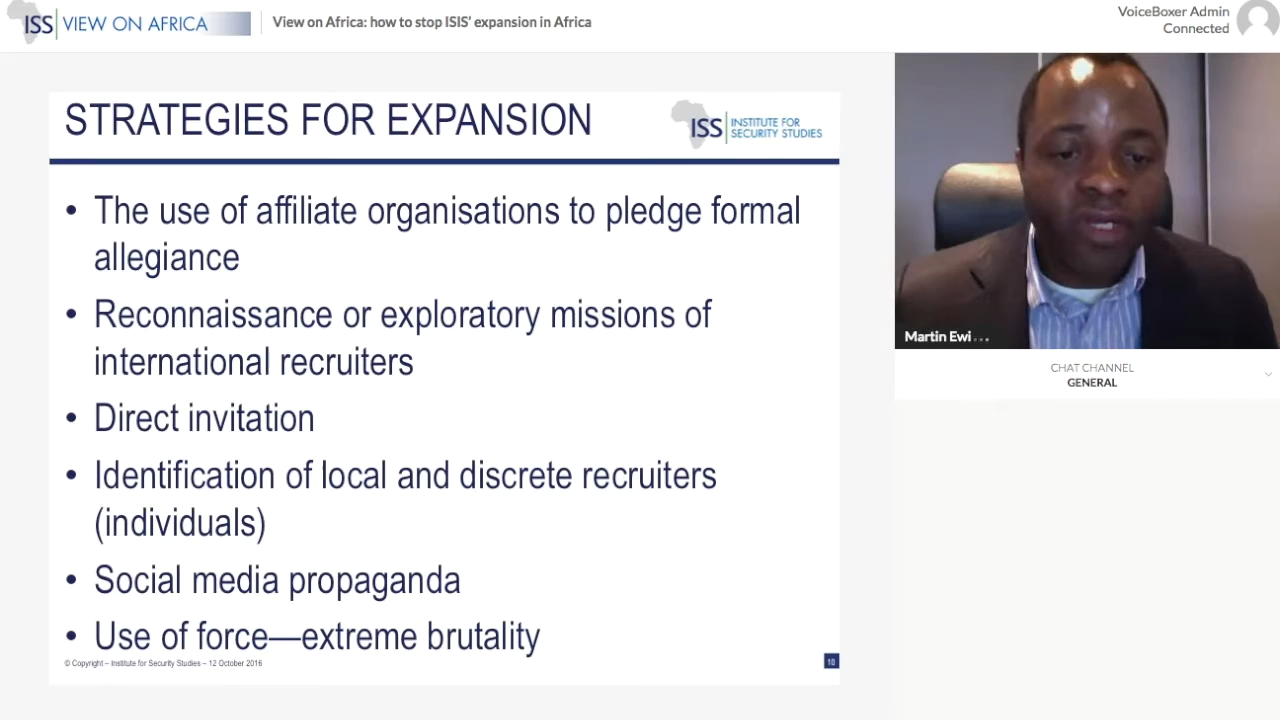 ISS VIEW ON AFRICA
View on Africa: how to stop ISIS' expansion in Africa
VoiceBoxer Admin
Connected
STRATEGIES FOR EXPANSION
ISS INSTITUTE FOR
SECURITY STUDIES
• The use of affiliate organisations to pledge formal
allegiance
• Reconnaissance or exploratory missions of
international recruiters
• Direct invitation
• Identification of local and discrete recruiters
(individuals)
• Social media propaganda
• Use of force—extreme brutality
© Copyright – Institute for Security Studies – 12 October 2016
10
Martin Ewi...
CHAT CHANNEL
GENERAL